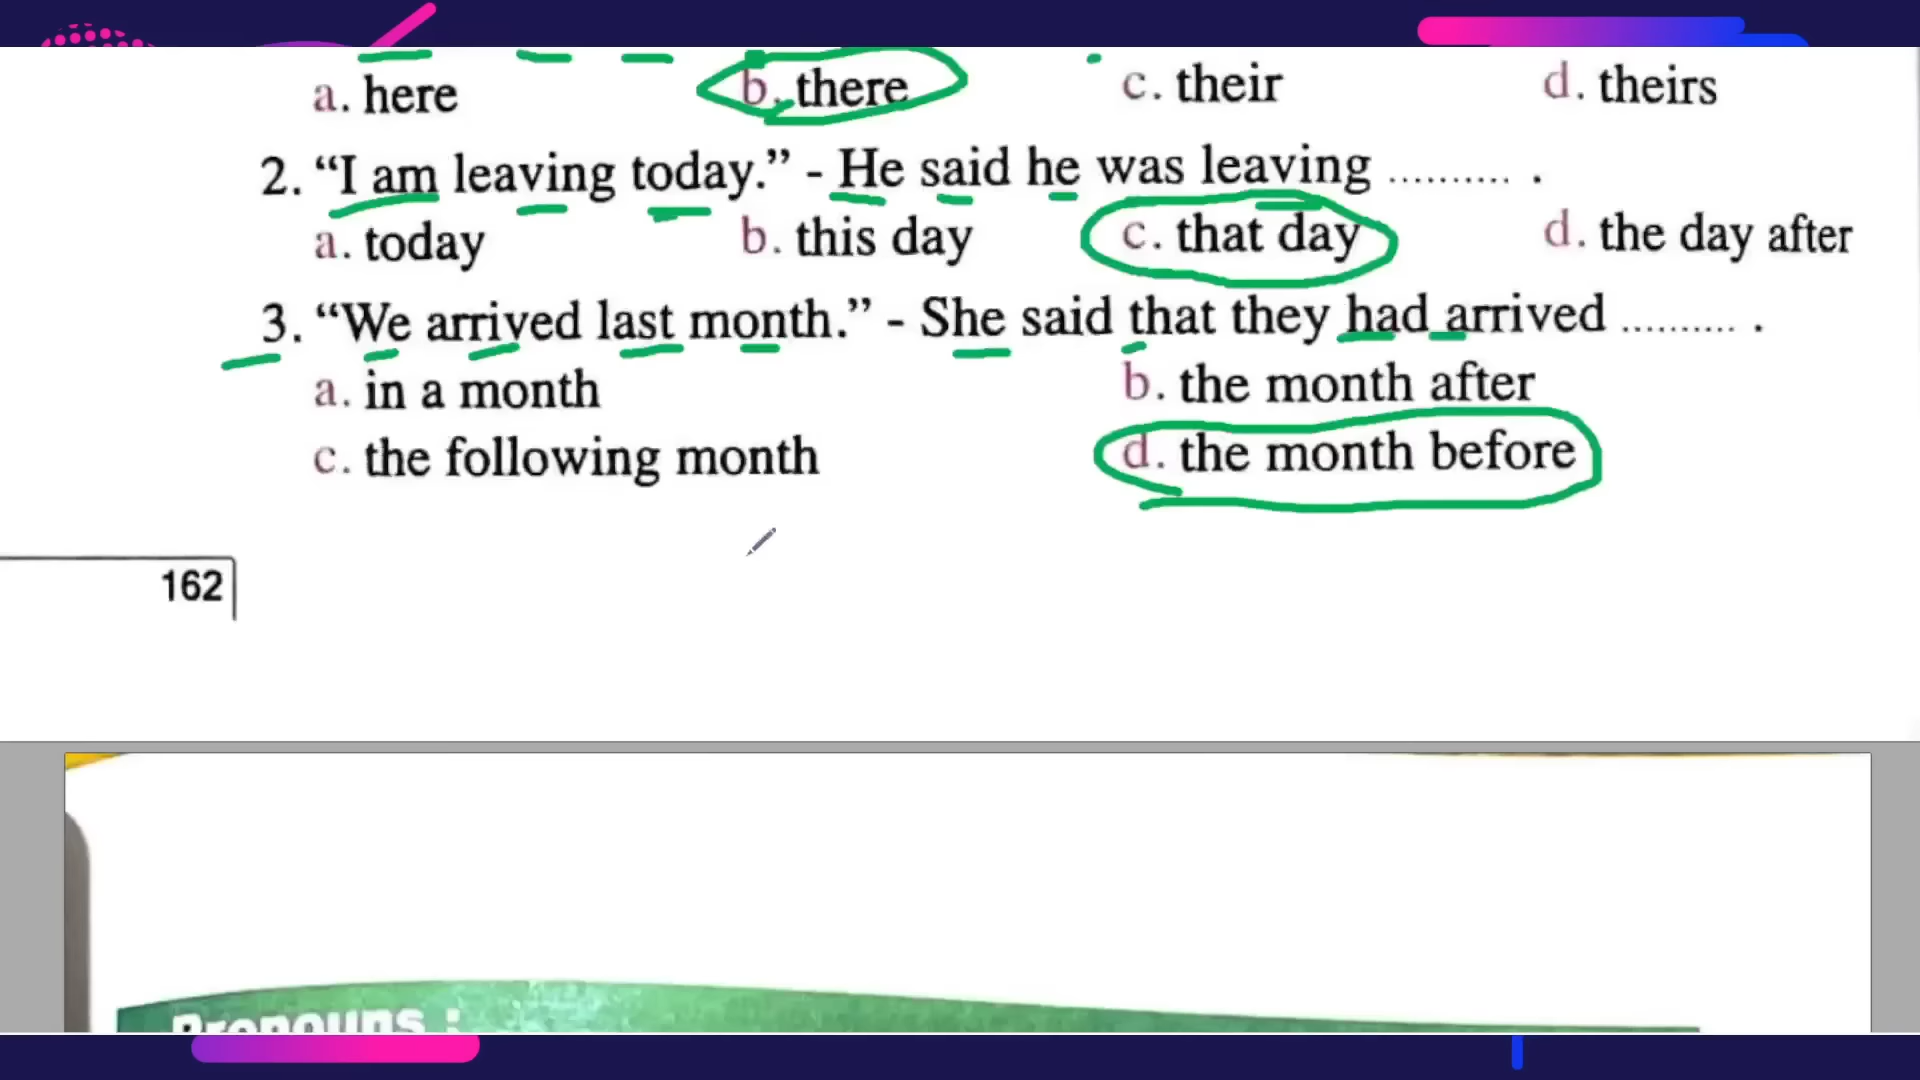 a. here b. there c. their d. theirs
2. “I am leaving today.” - He said he was leaving .......... .
a. today b. this day c. that day d. the day after
3. “We arrived last month.” - She said that they had arrived .......... .
a. in a month b. the month after
c. the following month d. the month before
162
Pronouns :